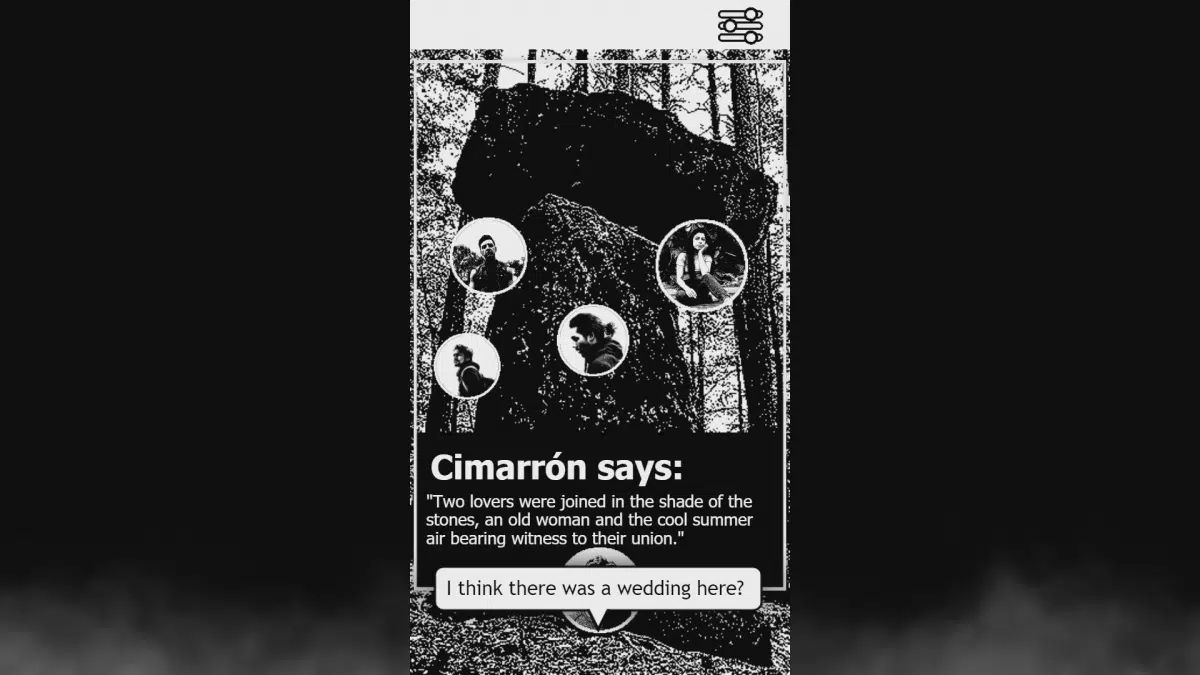 Cimarrón says:
"Two lovers were joined in the shade of the
stones, an old woman and the cool summer
air bearing witness to their union."
I think there was a wedding here?